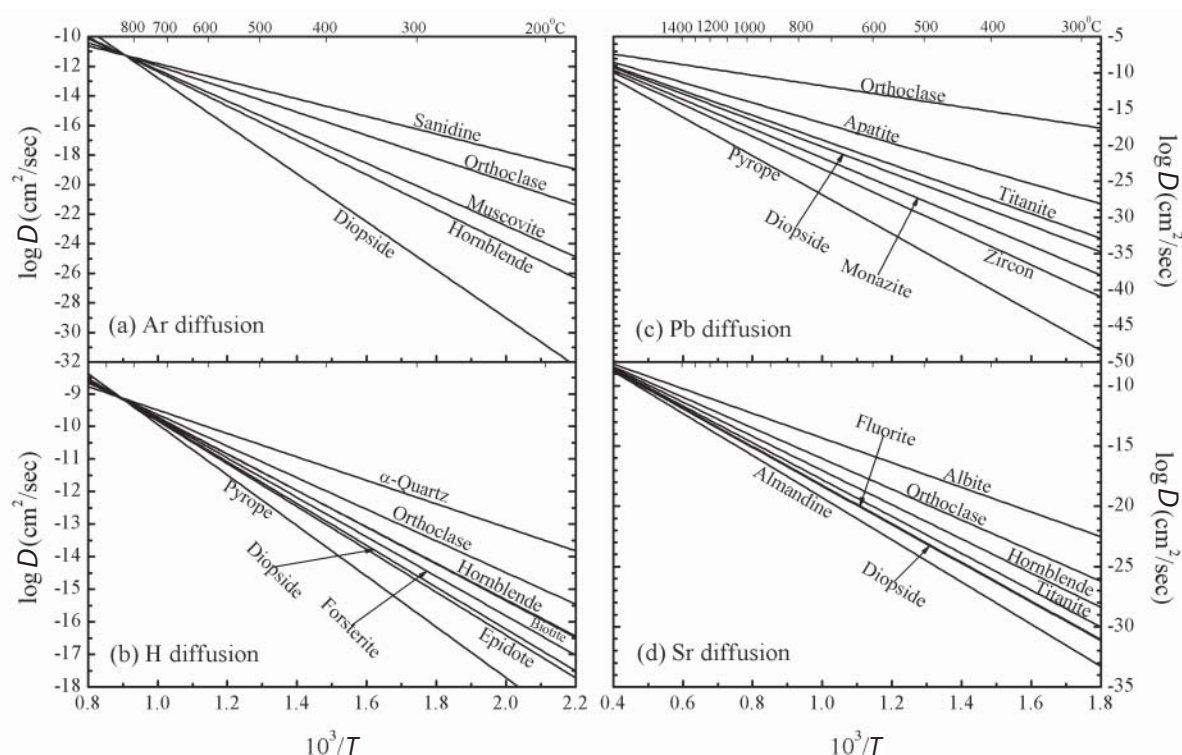 800 700 600 500 400 300 200⁰C
-10
-12
-14
-16
-18
-20
-22
-24
-26
-28
-30
-32
log D (cm²/sec)
Sanidine
Orthoclase
Muscovite
Hornblende
Diopside
(a) Ar diffusion
1400 1200 1000 800 600 500 400 300⁰C
-5
-10
-15
-20
-25
-30
-35
-40
-45
-50
log D (cm²/sec)
Orthoclase
Apatite
Pyrope
Titanite
Diopside
Zircon
Monazite
(c) Pb diffusion
-9
-10
-11
-12
-13
-14
-15
-16
-17
-18
log D (cm²/sec)
α-Quartz
Pyrope
Orthoclase
Diopside
Hornblende
Forsterite
Biotite
Epidote
(b) H diffusion
0.8 1.0 1.2 1.4 1.6 1.8 2.0 2.2
10³/T
-10
-15
-20
-25
-30
-35
log D (cm²/sec)
Fluorite
Albite
Almandine
Orthoclase
Hornblende
Diopside
Titanite
(d) Sr diffusion
0.4 0.6 0.8 1.0 1.2 1.4 1.6 1.8
10³/T